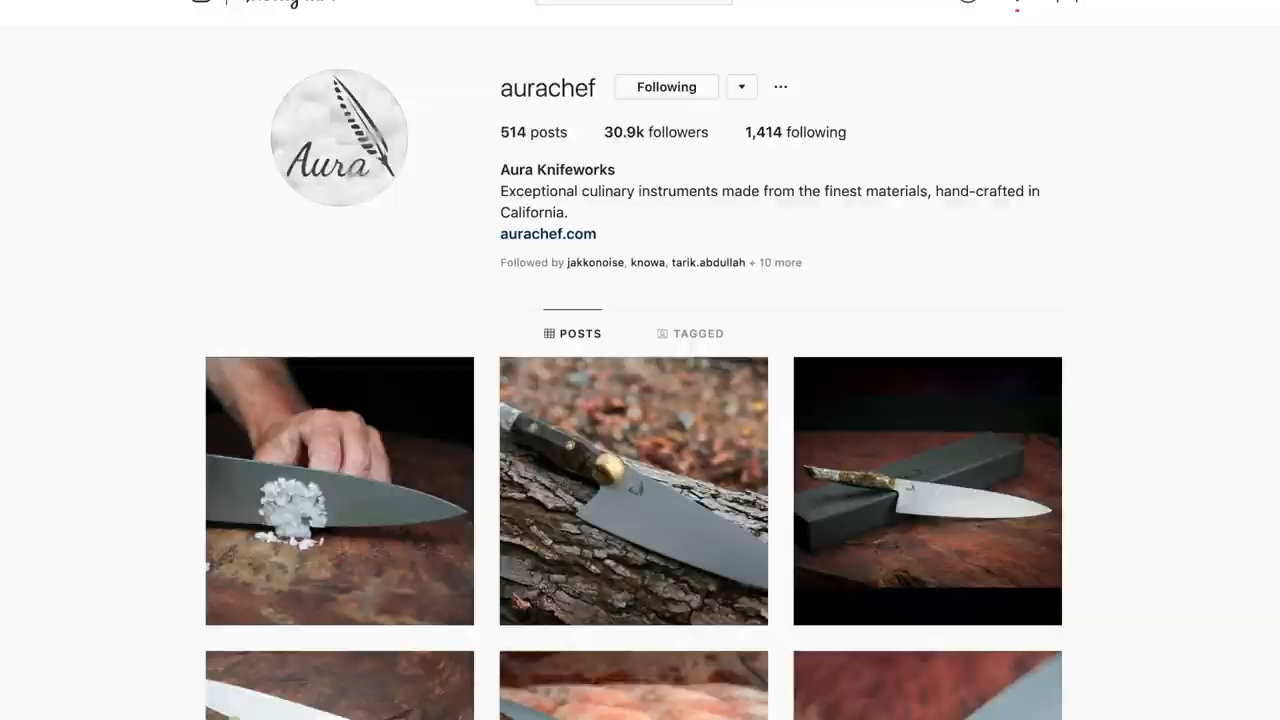 aurachef Following
514 posts 30.9k followers 1,414 following
Aura Knifeworks
Exceptional culinary instruments made from the finest materials, hand-crafted in
California.
aurachef.com
Followed by jakkonoise, knowa, tarik.abdullah + 10 more
Aura
POSTS TAGGED